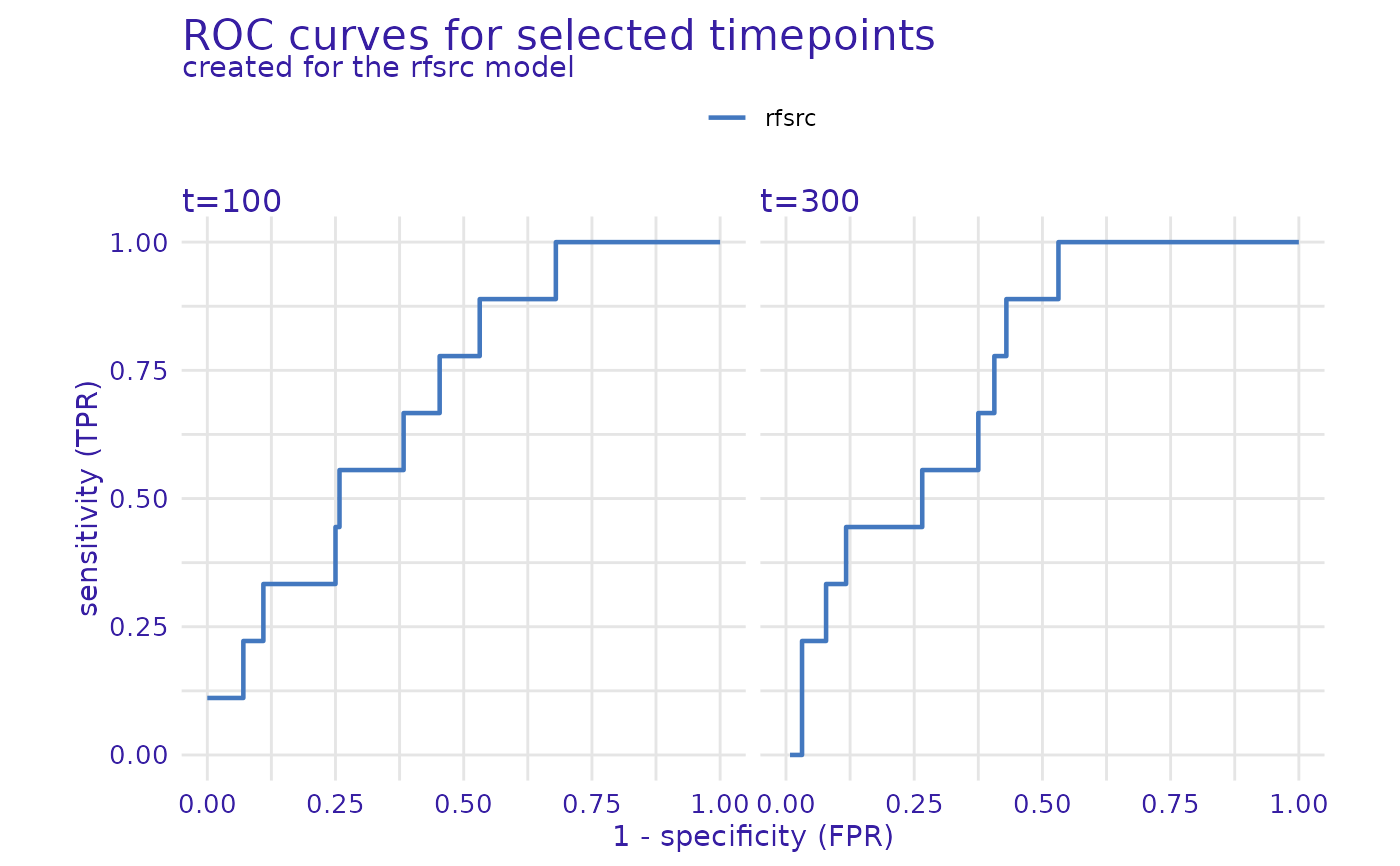 ROC curves for selected timepoints
created for the rfsrc model
rfsrc
t=100 t=300
sensitivity (TPR)
1.00
0.75
0.50
0.25
0.00
0.00 0.25 0.50 0.75 1.00 0.00 0.25 0.50 0.75 1.00
1 - specificity (FPR)